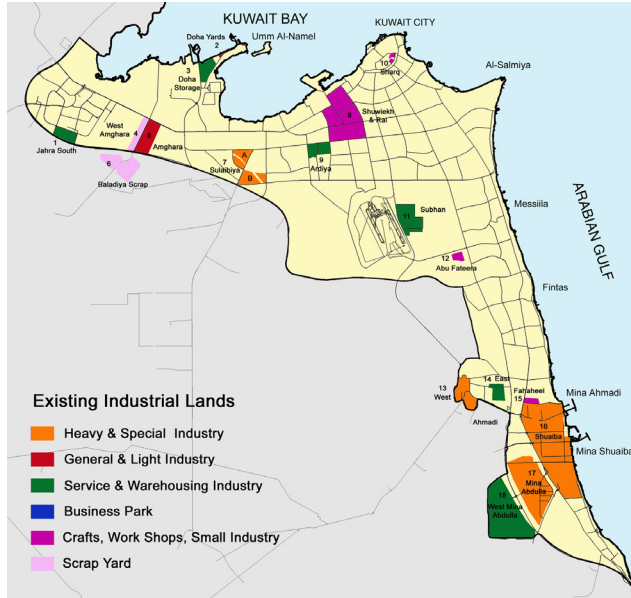 KUWAIT BAY
KUWAIT CITY
Doha Yards
2
Umm Al-Namel
3
Doha
Storage
10
Sharq
Al-Salmiya
West
Amghara
4
5
Amghara
1
Jahra South
6
Baladiya Scrap
7
Sulaibiya
A
B
8
Shuwiekh
& Rai
9
Ardiya
11
Subhan
12
Abu Fateera
Messiila
ARABIAN GULF
Fintas
13
West
14
East
Ahmadi
Fahaheel
15
Mina Ahmadi
16
Shuaiba
Mina Shuaiba
17
Mina
Abdulla
18
West Mina
Abdulla
Existing Industrial Lands
Heavy & Special Industry
General & Light Industry
Service & Warehousing Industry
Business Park
Crafts, Work Shops, Small Industry
Scrap Yard